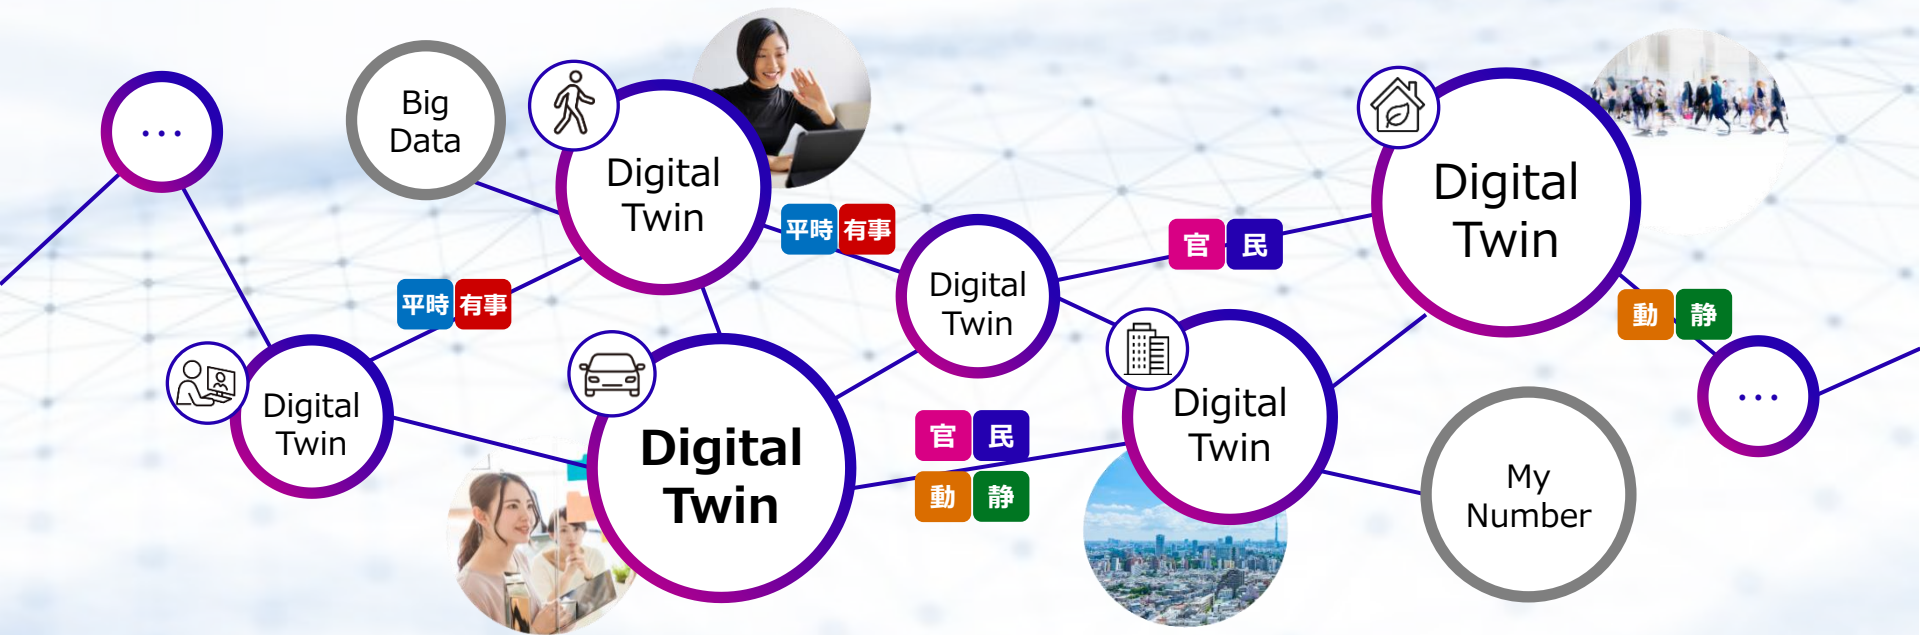 ...
Big
Data
Digital
Twin
平時 有事
Digital
Twin
平時 有事
Digital
Twin
官 民
Digital
Twin
動 静
...
Digital
Twin
官 民
動 静
Digital
Twin
My
Number